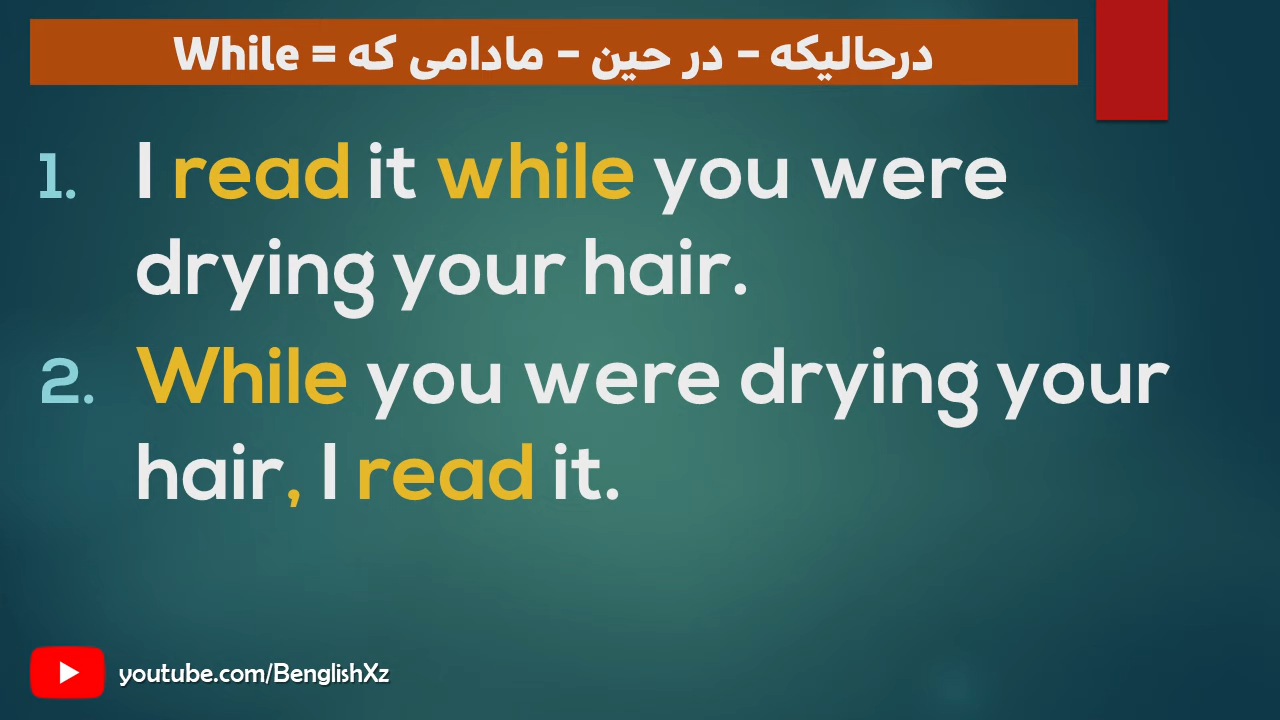 While = درحالیکه – در حین – مادامی که
1. I read it while you were
drying your hair.
2. While you were drying your
hair, I read it.
youtube.com/BenglishXz